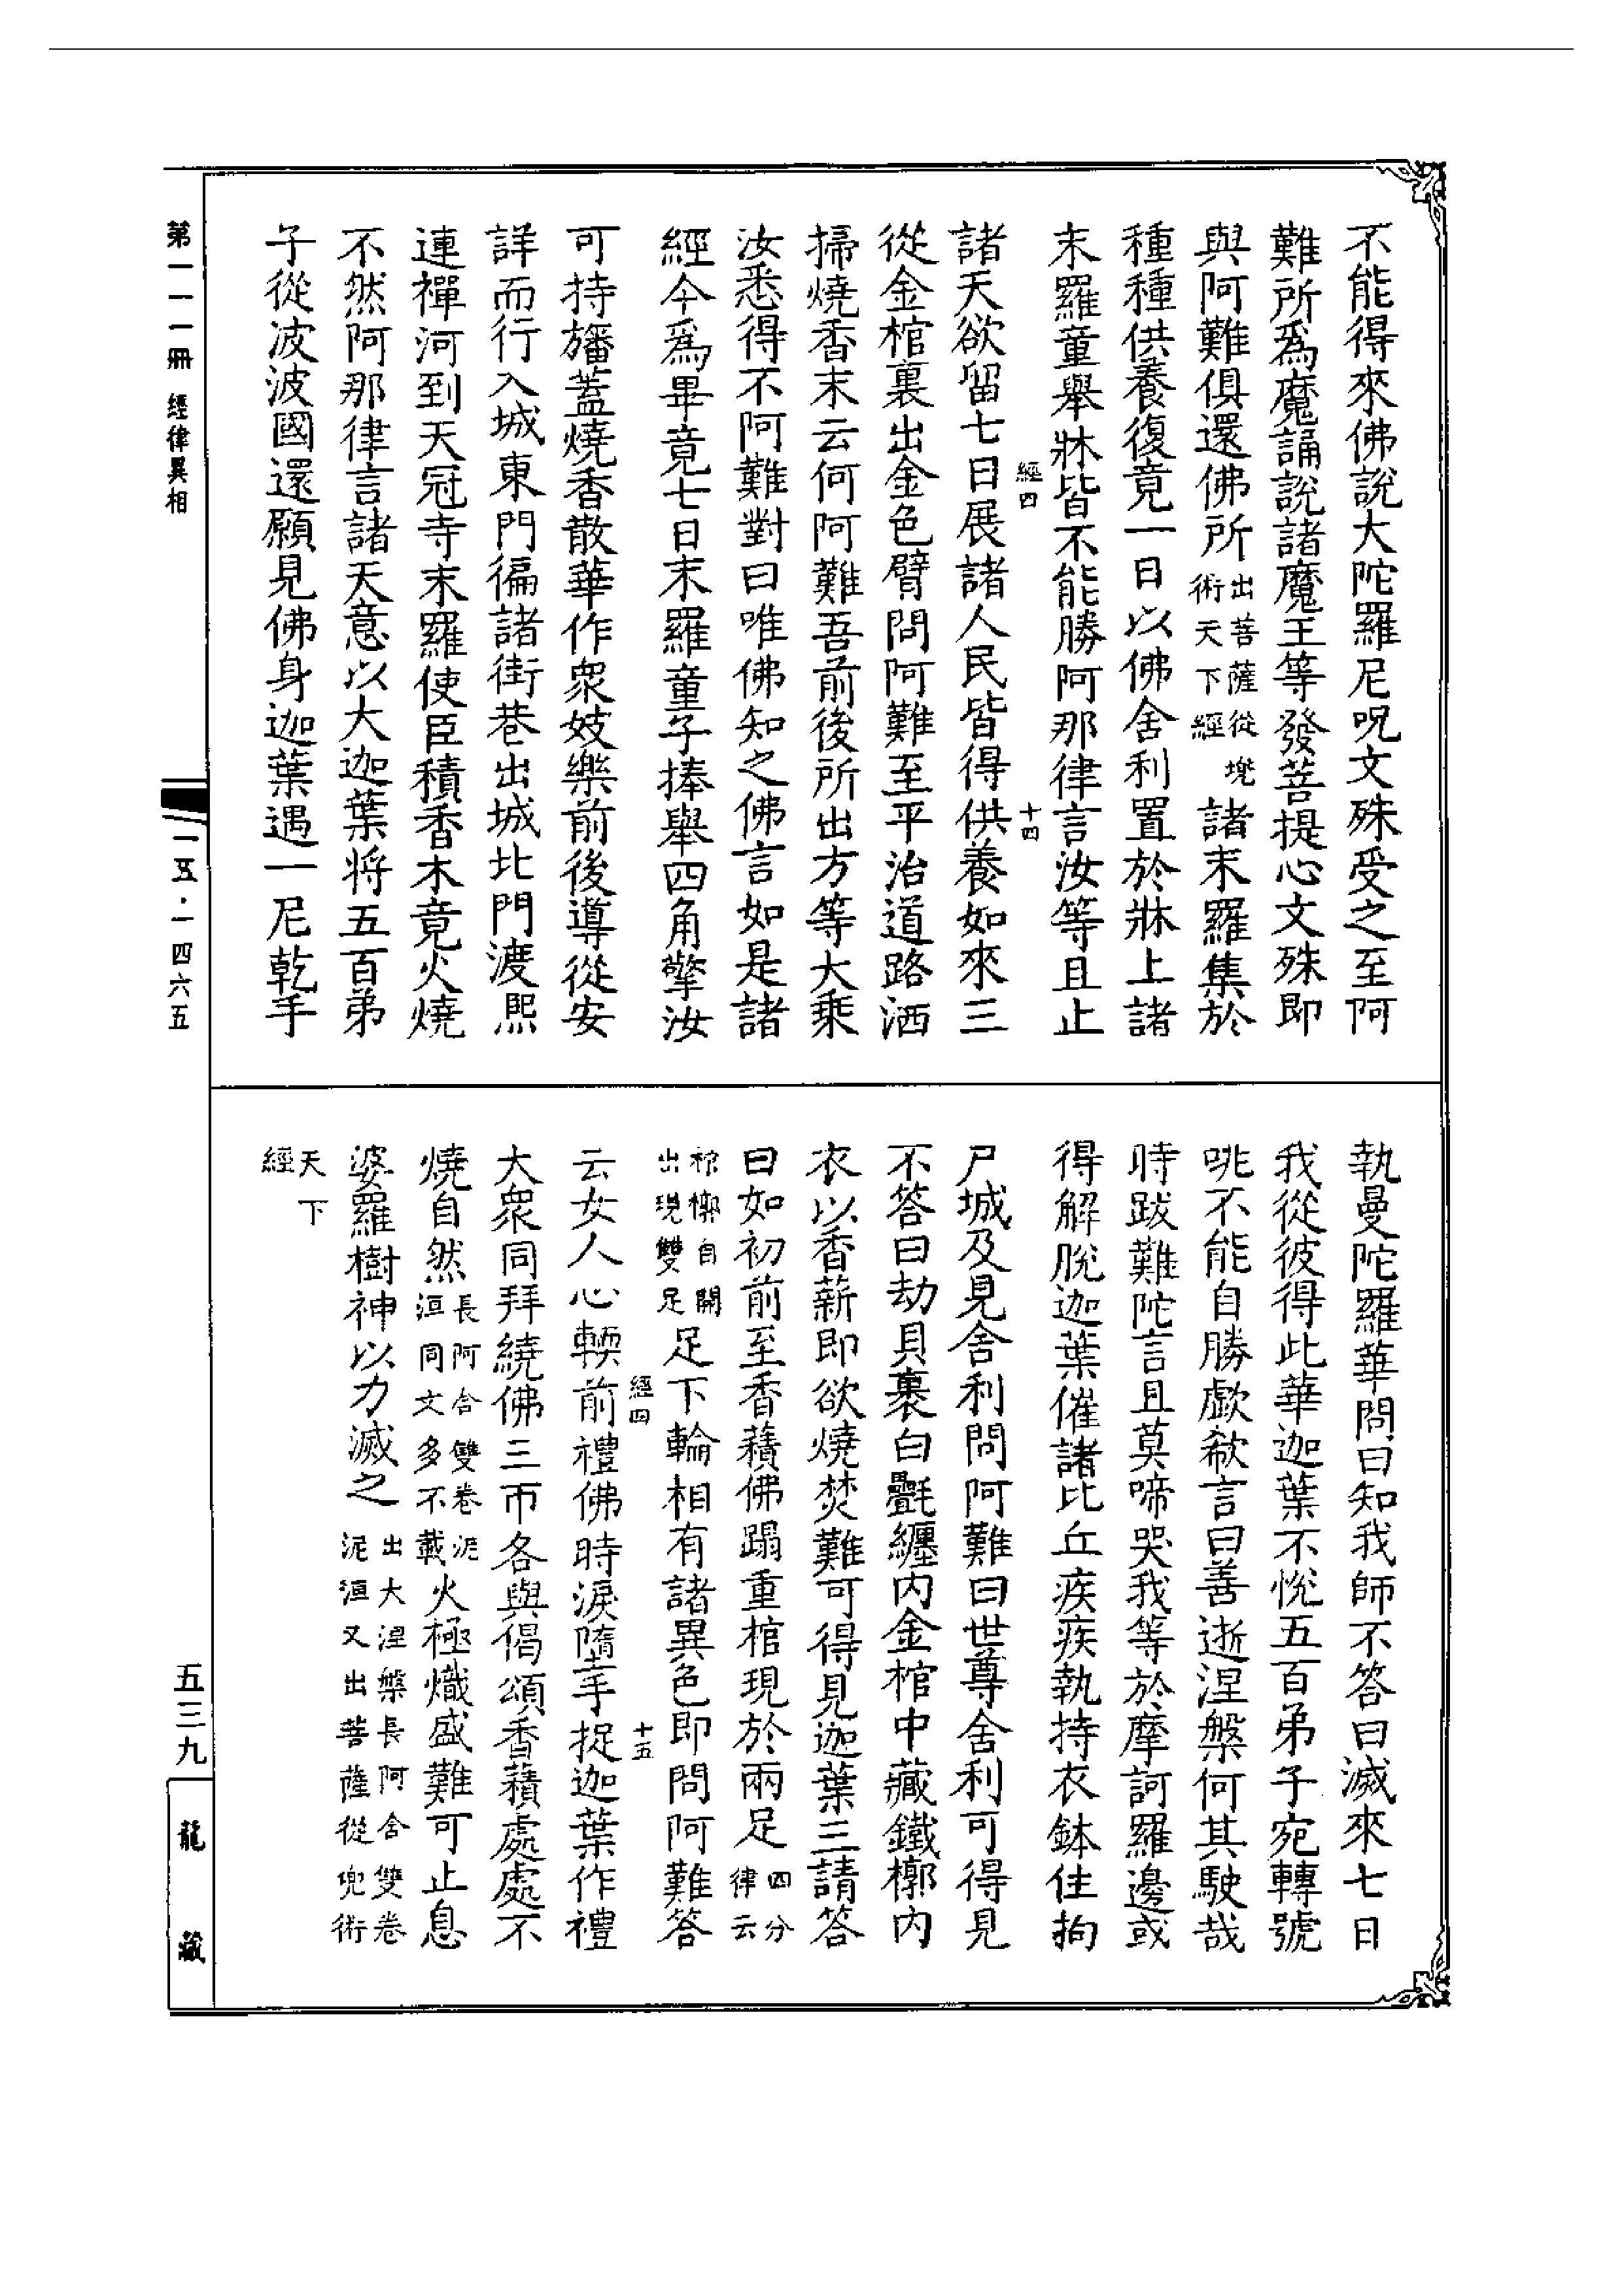 不能得來佛說大陀羅尼呪文殊受之至阿
難所爲魔誦說諸魔王等發菩提心文殊即
與阿難俱還佛所出菩薩從兠術天下經諸末羅集於
種種供養復竟一日以佛舍利置於牀上諸
末羅童舉牀皆不能勝阿那律言汝等且止
經四
十四
諸天欲留七日展諸人民皆得供養如來三
從金棺裏出金色臂問阿難至平治道路洒
掃燒香末云何阿難吾前後所出方等大乘
汝悉得不阿難對曰唯佛知之佛言如是諸
經今爲畢竟七日末羅童子捧舉四角擎汝
可持旛蓋燒香散華作衆妓樂前後導從安
詳而行入城東門徧諸街巷出城北門渡熙
連禪河到天冠寺末羅使臣積香木竟火燒
不然阿那律言諸天意以大迦葉將五百弟
子從波波國還願見佛身迦葉遇一尼乾手
執曼陀羅華問曰知我師不答曰滅來七日
我從彼得此華迦葉不悅五百弟子宛轉號
咷不能自勝歔欷言曰善逝涅槃何其駛哉
時跋難陀言且莫啼哭我等於摩訶羅邊或
得解脫迦葉催諸比丘疾疾執持衣鉢往拘
尸城及見舍利問阿難曰世尊舍利可得見
不答曰劫貝裹白㲲纏內金棺中藏鐵槨內
衣以香薪即欲燒焚難可得見迦葉三請答
曰如初前至香𧂐佛蹋重棺現於兩足四分律云
棺槨自開出現雙足足下輪相有諸異色即問阿難答
經四
十五
云女人心輭前禮佛時淚墮手捉迦葉作禮
大衆同拜繞佛三帀各與偈頌香𧂐處處不
燒自然長阿含雙卷泥洹同文多不載火極熾盛難可止息
婆羅樹神以力滅之出大涅槃長阿含雙卷泥洹又出菩薩從兜術
天下經
第一一一冊 經律異相
一五·一四六五
五三九
龍藏